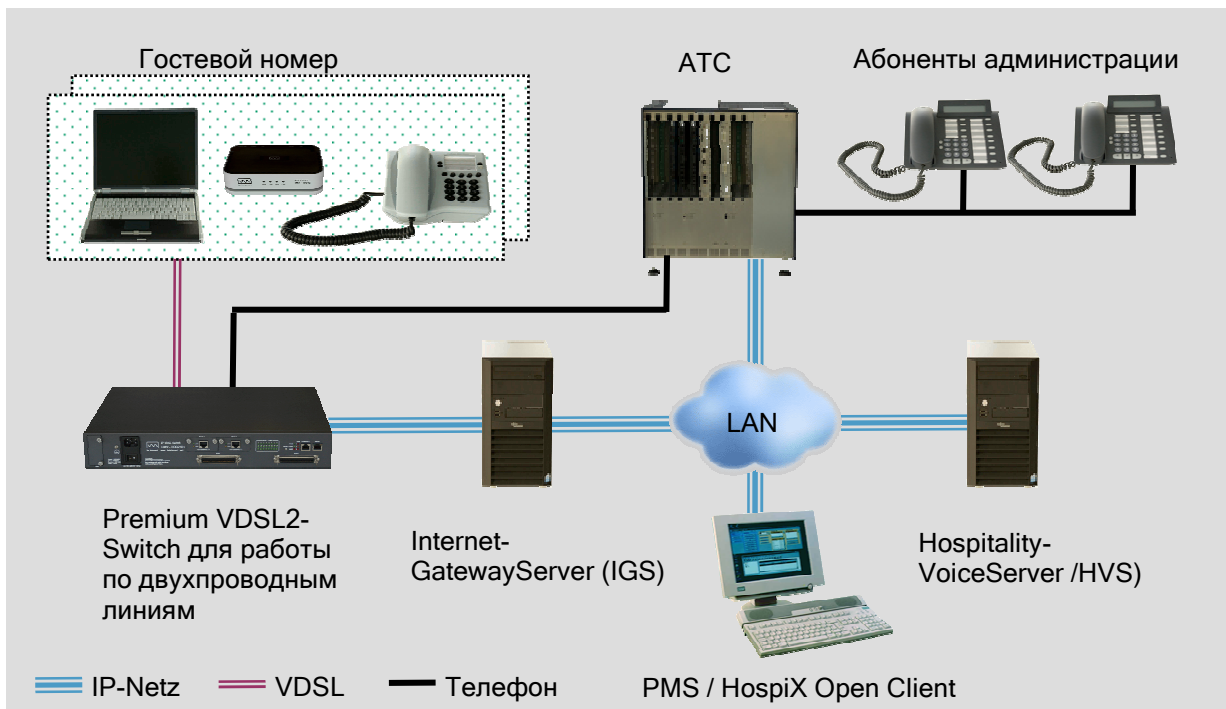 Гостевой номер
АТС
Абоненты администрации
LAN
Premium VDSL2-
Switch для работы
по двухпроводным
линиям
Internet-
GatewayServer (IGS)
Hospitality-
VoiceServer /HVS)
IP-Netz
VDSL
Телефон
PMS / HospiX Open Client